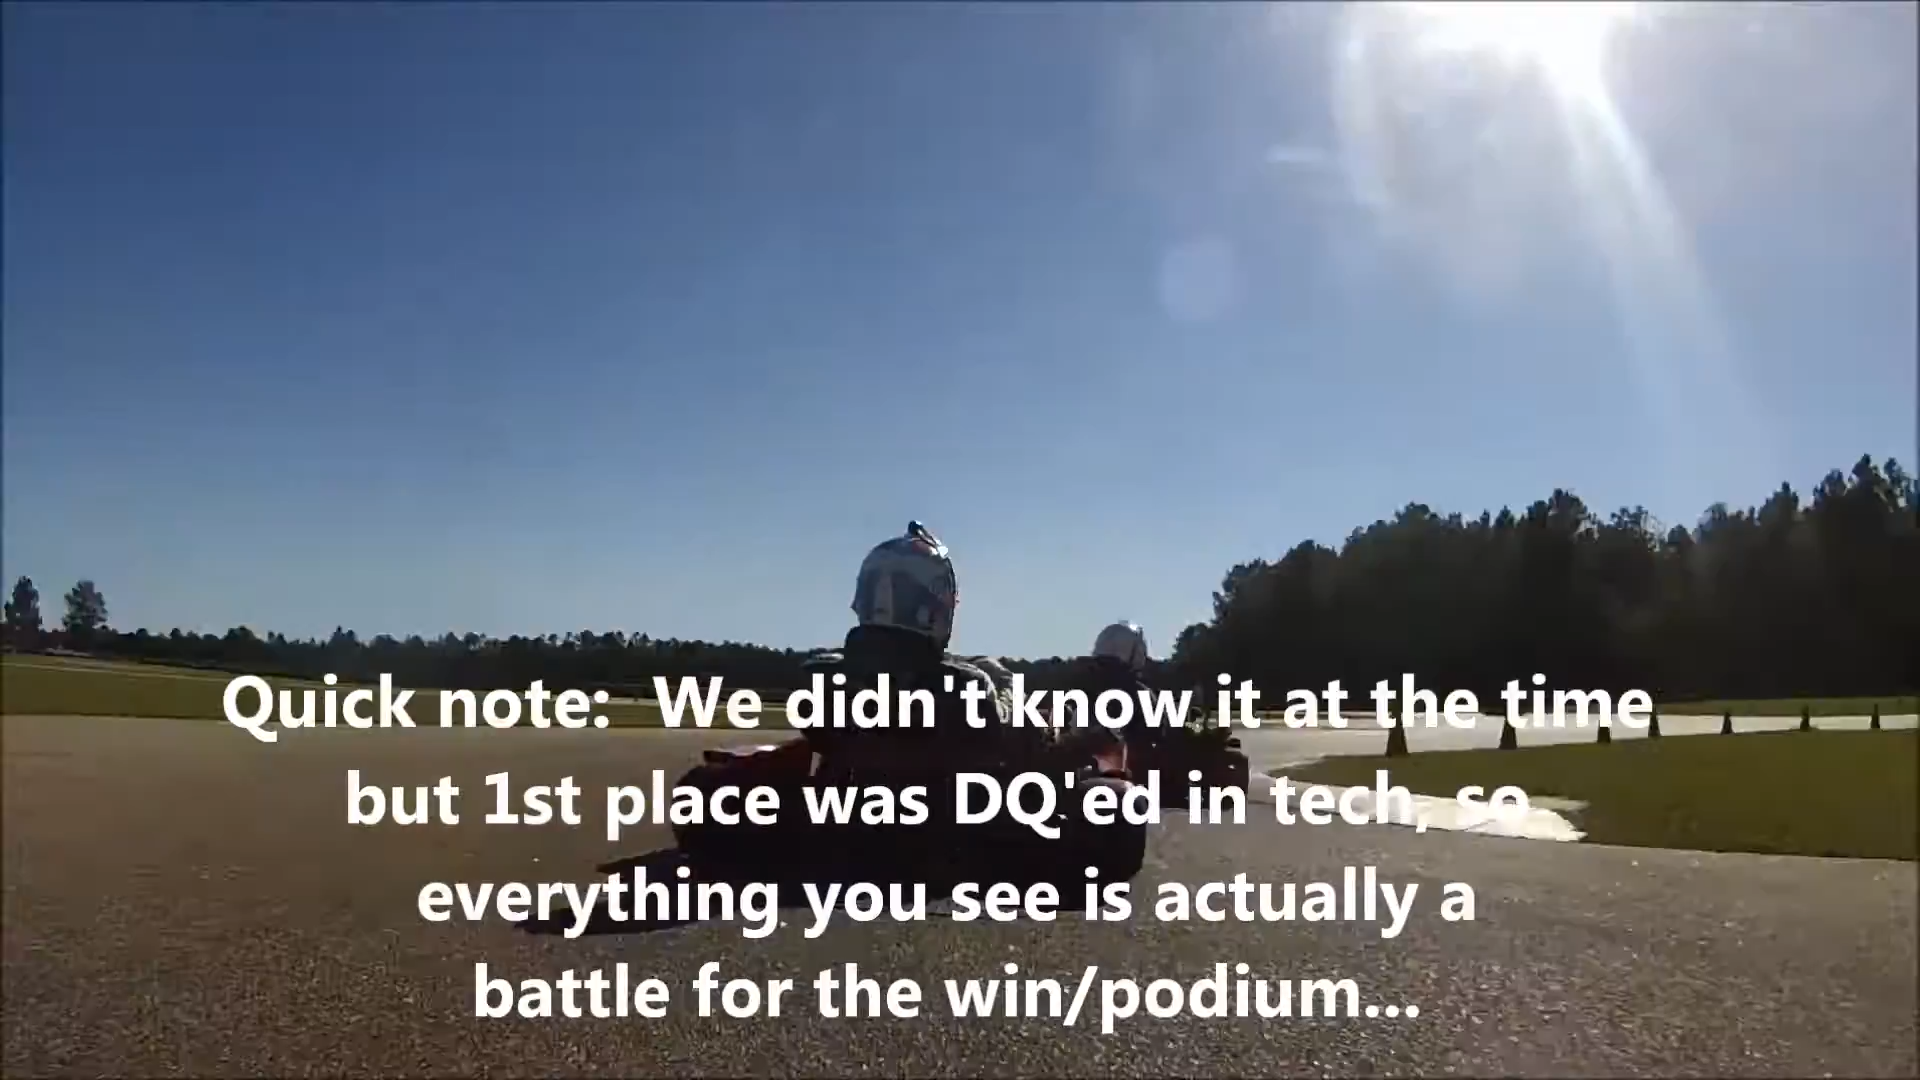 Quick note:  We didn't know it at the time
but 1st place was DQ'ed in tech, so
everything you see is actually a
battle for the win/podium...